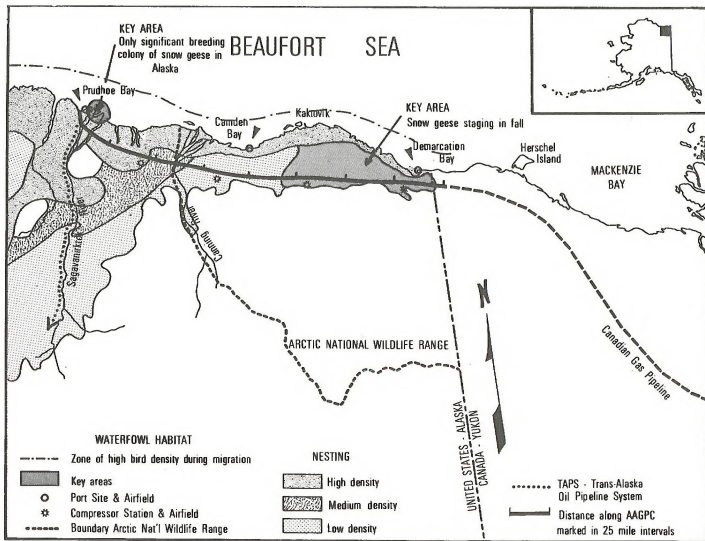 KEY AREA
Only significant breeding
colony of snow geese in
Alaska
BEAUFORT SEA
Prudhoe Bay
Camden
Bay
Kaktovik
KEY AREA
Snow geese staging in fall
Demarcation
Bay
Herschel
Island
MACKENZIE
BAY
Sagavanirktok River
Canning River
ARCTIC NATIONAL WILDLIFE RANGE
N
Canadian Gas Pipeline
UNITED STATES - ALASKA
CANADA - YUKON
WATERFOWL HABITAT
Zone of high bird density during migration
Key areas
Port Site & Airfield
Compressor Station & Airfield
Boundary Arctic Nat'l Wildlife Range
NESTING
High density
Medium density
Low density
TAPS - Trans-Alaska
Oil Pipeline System
Distance along AAGPC
marked in 25 mile intervals